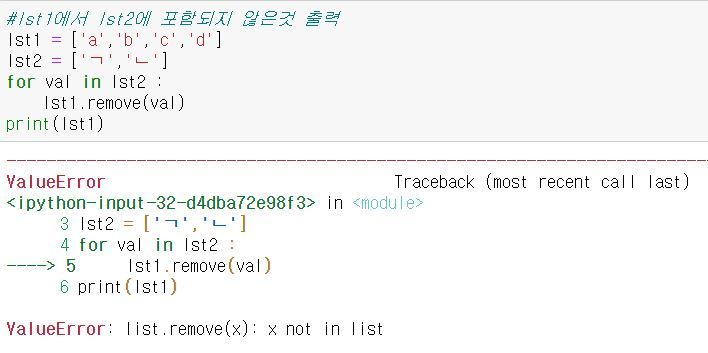 #lst1에서 lst2에 포함되지 않은것 출력
lst1 = ['a','b','c','d']
lst2 = ['ㄱ','ㄴ']
for val in lst2 :
    lst1.remove(val)
print(lst1)
---------------------------------------------------------------------------
ValueError                                Traceback (most recent call last)
<ipython-input-32-d4dba72e98f3> in <module>
      3 lst2 = ['ㄱ','ㄴ']
      4 for val in lst2 :
----> 5     lst1.remove(val)
      6 print(lst1)
ValueError: list.remove(x): x not in list